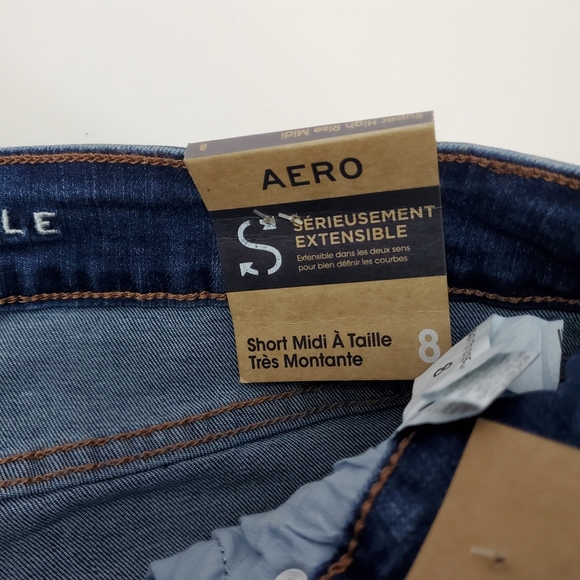 Super High Rise Midi 8
AERO
SÉRIEUSEMENT
EXTENSIBLE
Extensible dans les deux sens
pour bien définir les courbes
Short Midi À Taille
Très Montante
8
LE
8